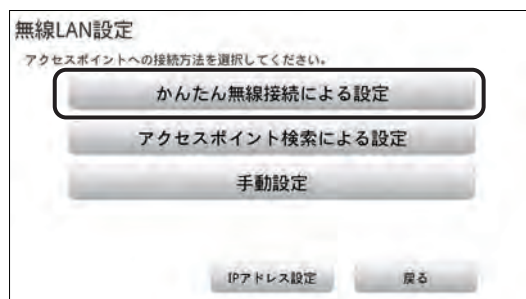 無線LAN設定
アクセスポイントへの接続方法を選択してください。
かんたん無線接続による設定
アクセスポイント検索による設定
手動設定
IPアドレス設定
戻る